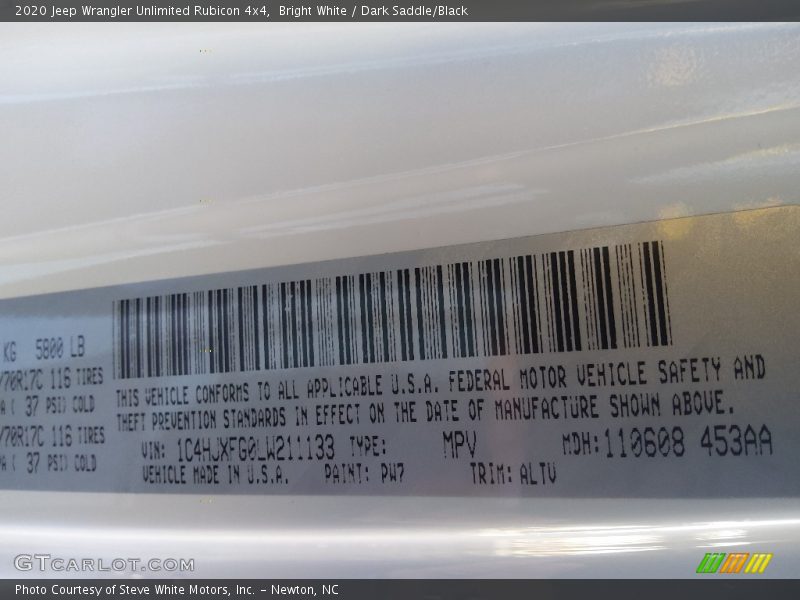 2020 Jeep Wrangler Unlimited Rubicon 4x4, Bright White / Dark Saddle/Black
KG 5800 LB
/70R17C 116 TIRES
PA ( 37 PSI) COLD
/70R17C 116 TIRES
PA ( 37 PSI) COLD
THIS VEHICLE CONFORMS TO ALL APPLICABLE U.S.A. FEDERAL MOTOR VEHICLE SAFETY AND
THEFT PREVENTION STANDARDS IN EFFECT ON THE DATE OF MANUFACTURE SHOWN ABOVE.
VIN: 1C4HJXFG0LW211133 TYPE: MPV MDH: 110608 453AA
VEHICLE MADE IN U.S.A. PAINT: PW7 TRIM: ALTV
GTCARLOT.COM
Photo Courtesy of Steve White Motors, Inc. – Newton, NC